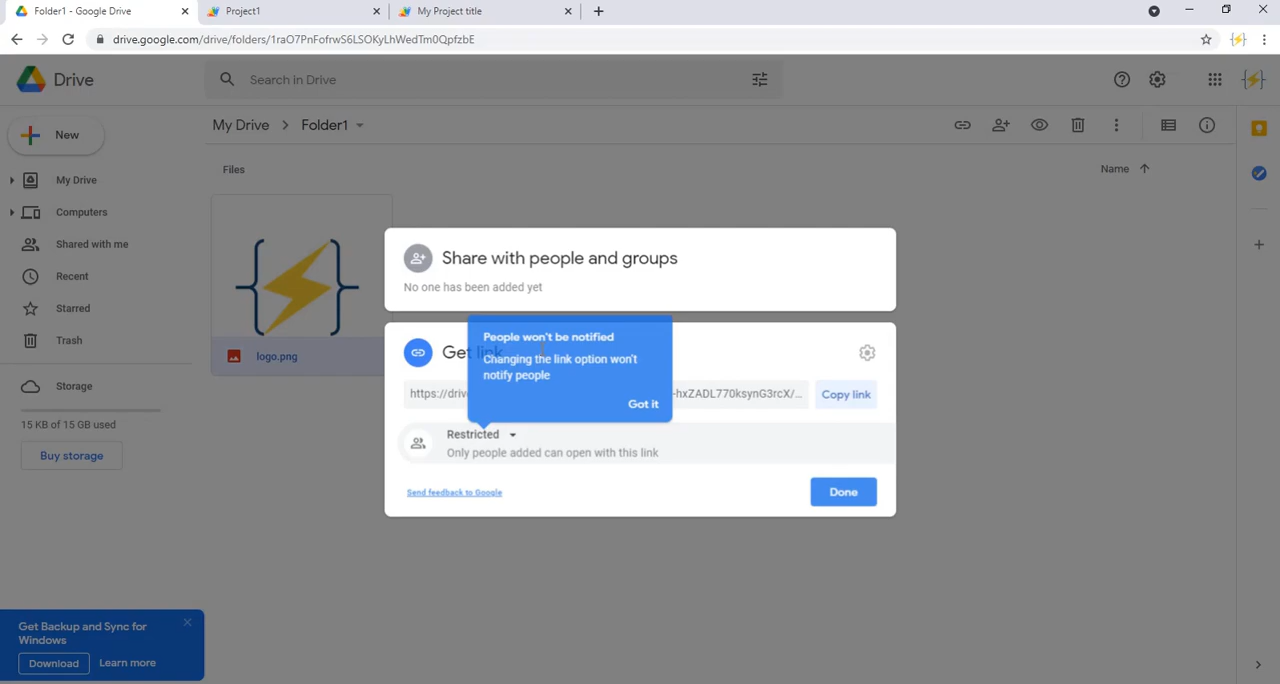 Folder1 - Google Drive
Project1
My Project title
drive.google.com/drive/folders/1raO7PnFofrwS6LSOKyLhWedTm0QpfzbE
Drive
Search in Drive
New
My Drive
Folder1
Files
Name
My Drive
Computers
Shared with me
Recent
Starred
Trash
Storage
15 KB of 15 GB used
Buy storage
logo.png
Share with people and groups
No one has been added yet
Get link
People won't be notified
Changing the link option won't
notify people
Got it
https://drive
-hxZADL770ksynG3rcX/...
Copy link
Restricted
Only people added can open with this link
Send feedback to Google
Done
Get Backup and Sync for
Windows
Download
Learn more